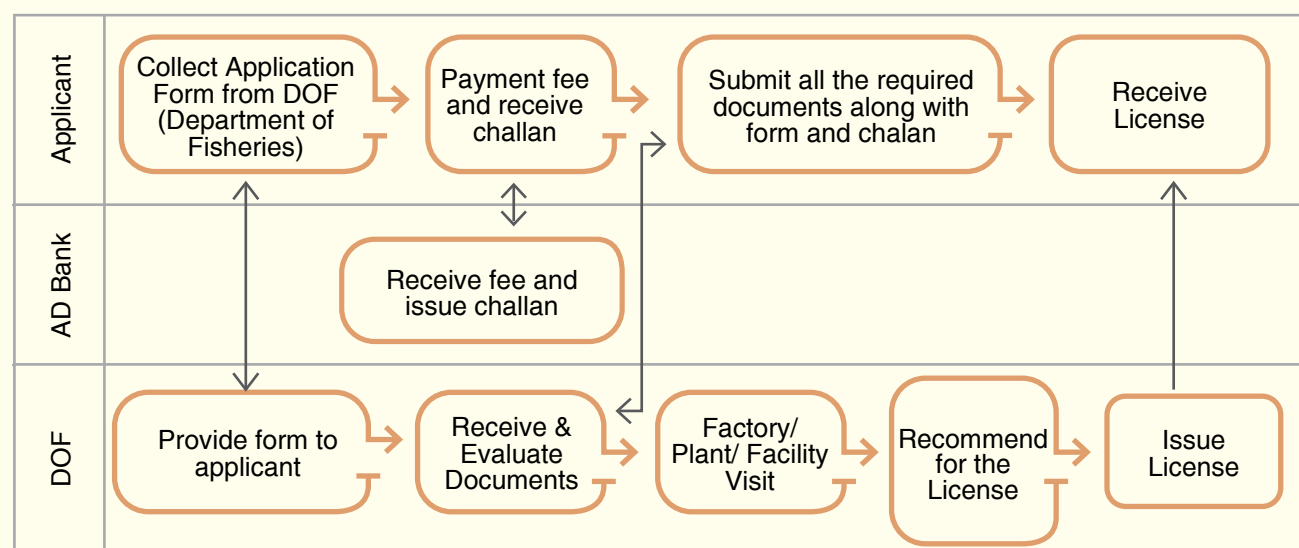 Applicant
Collect Application
Form from DOF
(Department of
Fisheries)
Payment fee
and receive
challan
Submit all the required
documents along with
form and chalan
Receive
License
AD Bank
Receive fee and
issue challan
DOF
Provide form to
applicant
Receive &
Evaluate
Documents
Factory/
Plant/ Facility
Visit
Recommend
for the
License
Issue
License